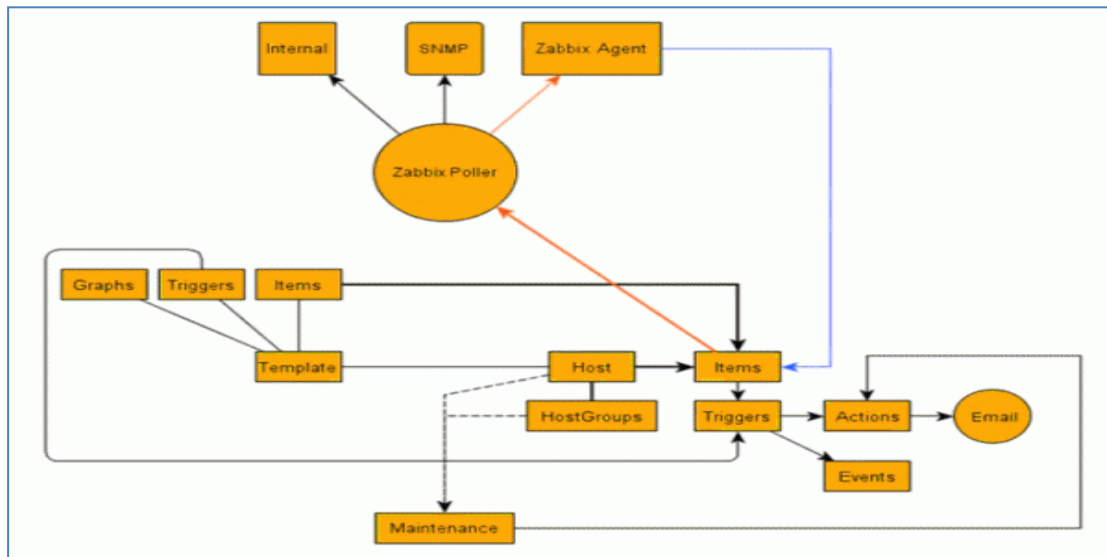 Internal
SNMP
Zabbix Agent
Zabbix Poller
Graphs
Triggers
Items
Template
Host
Items
HostGroups
Triggers
Actions
Email
Events
Maintenance